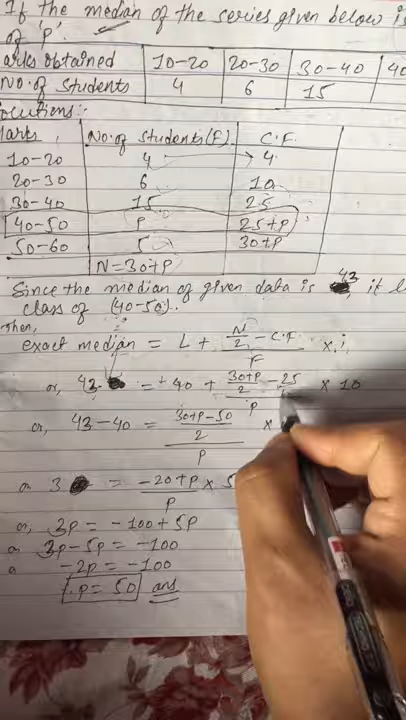 If the median of the series given below is
of 'p'.
arks obtained 10-20 20-30 30-40 40
No. of students 4 6 15
olutions:-
arks No. of students (f) C.F.
10-20 4 → 4
20-30 6 10
30-40 15 25
40-50 P 25+P
50-60 5 30+P
N=30+P
Since the median of given data is 43, it l
class of (40-50).
Then,
exact median = L + N/2 - C.F / F × i
or, 43 = 40 + 30+P/2 - 25 / P × 10
or, 43-40 = 30+P-50 / 2 / P ×
or 3 = -20+P / P × 5
or, 3p = -100+5p
or 3p-5p = -100
or -2p = -100
∴ p = 50 ans